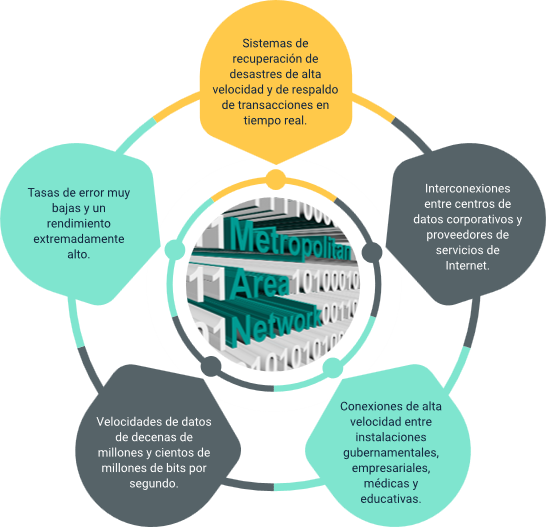 Sistemas de
recuperación de
desastres de alta
velocidad y de respaldo
de transacciones en
tiempo real.
Interconexiones
entre centros de
datos corporativos y
proveedores de
servicios de
Internet.
Conexiones de alta
velocidad entre
instalaciones
gubernamentales,
empresariales,
médicas y
educativas.
Velocidades de datos
de decenas de
millones y cientos de
millones de bits por
segundo.
Tasas de error muy
bajas y un
rendimiento
extremadamente
alto.
Metropolitan
Area
Network